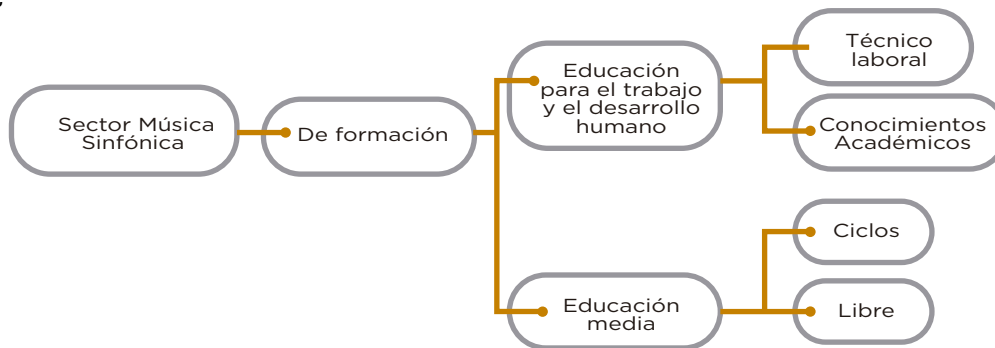 Sector Música
Sinfónica
De formación
Educación
para el trabajo
y el desarrollo
humano
Técnico
laboral
Conocimientos
Académicos
Educación
media
Ciclos
Libre